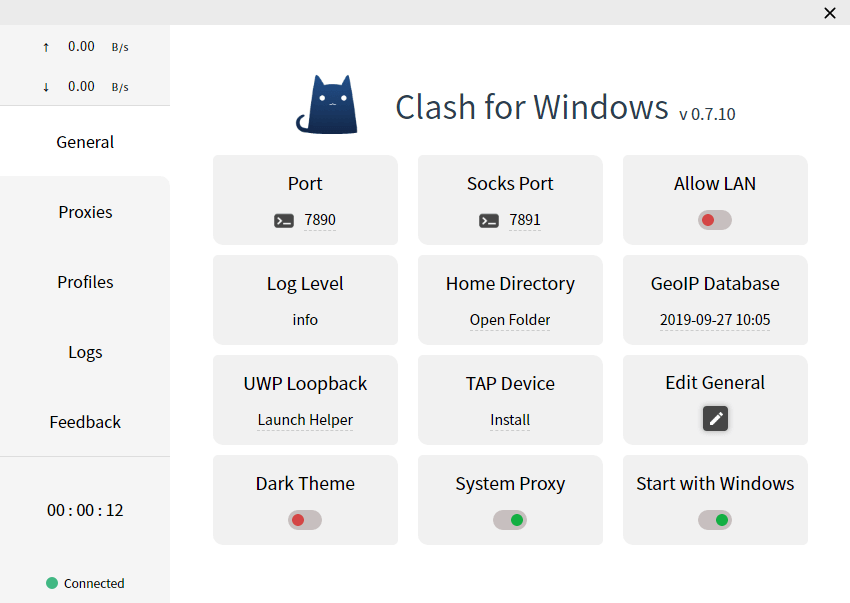 ↑ 0.00 B/s
↓ 0.00 B/s
General
Proxies
Profiles
Logs
Feedback
00 : 00 : 12
Connected
Clash for Windows v 0.7.10
Port
7890
Socks Port
7891
Allow LAN
Log Level
info
Home Directory
Open Folder
GeoIP Database
2019-09-27 10:05
UWP Loopback
Launch Helper
TAP Device
Install
Edit General
Dark Theme
System Proxy
Start with Windows